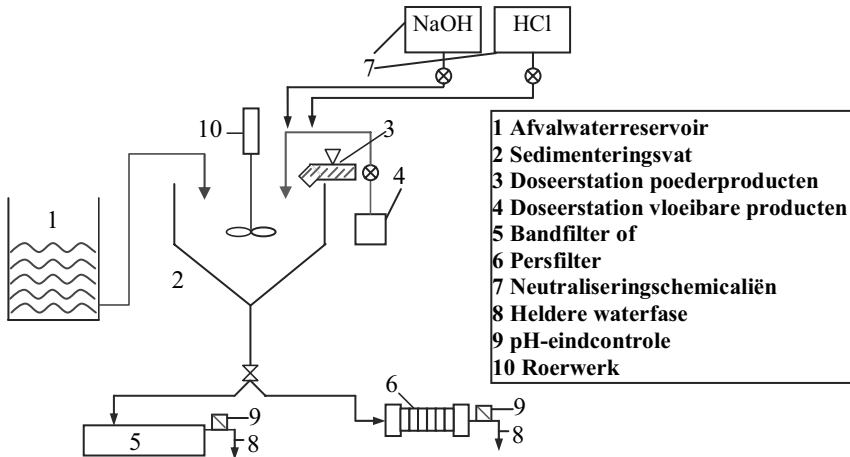 NaOH
HCl
7
10
3
4
1
2
1 Afvalwaterreservoir
2 Sedimenteringsvat
3 Doseerstation poederproducten
4 Doseerstation vloeibare producten
5 Bandfilter of
6 Persfilter
7 Neutraliseringschemicaliën
8 Heldere waterfase
9 pH-eindcontrole
10 Roerwerk
6
9
9
5
8
8